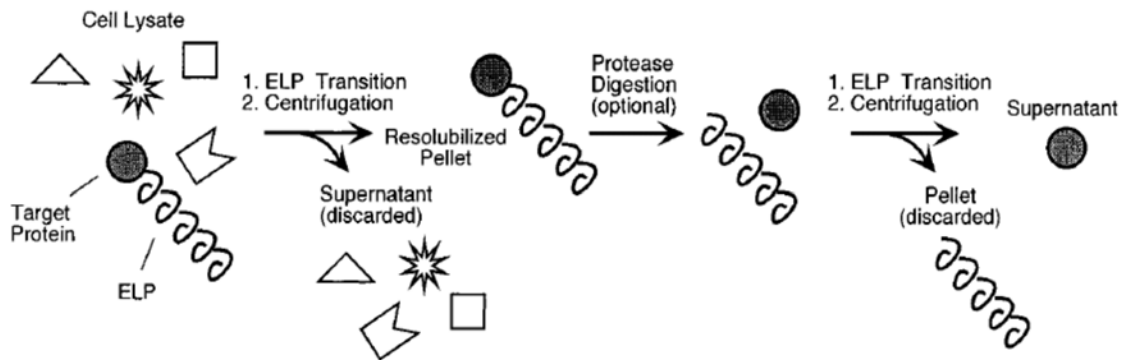 Cell Lysate
Target
Protein
ELP
1. ELP Transition
2. Centrifugation
Supernatant
(discarded)
Resolubilized
Pellet
Protease
Digestion
(optional)
1. ELP Transition
2. Centrifugation
Pellet
(discarded)
Supernatant